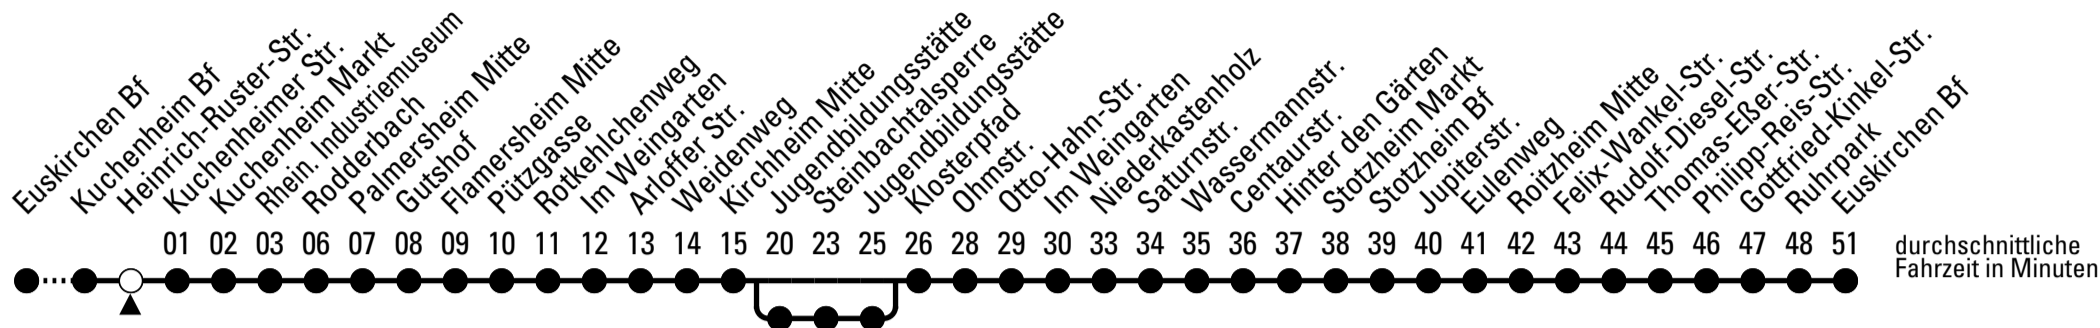 Euskirchen Bf
Kuchenheim Bf
Heinrich-Ruster-Str.
Kuchenheimer Str.
Kuchenheim Markt
Rhein. Industriemuseum
Rodderbach
Palmersheim Mitte
Gutshof
Flamersheim Mitte
Pützgasse
Rotkehlchenweg
Im Weingarten
Arloffer Str.
Weidenweg
Kirchheim Mitte
Jugendbildungsstätte
Steinbachtalsperre
Jugendbildungsstätte
Klosterpfad
Ohmstr.
Otto-Hahn-Str.
Im Weingarten
Niederkastenholz
Saturnstr.
Wassermannstr.
Centaurstr.
Hinter den Gärten
Stotzheim Markt
Stotzheim Bf
Jupiterstr.
Eulenweg
Roitzheim Mitte
Felix-Wankel-Str.
Rudolf-Diesel-Str.
Thomas-Eßer-Str.
Philipp-Reis-Str.
Gottfried-Kinkel-Str.
Ruhrpark
Euskirchen Bf
01 02 03 06 07 08 09 10 11 12 13 14 15 20 23 25 26 28 29 30 33 34 35 36 37 38 39 40 41 42 43 44 45 46 47 48 51
durchschnittliche
Fahrzeit in Minuten